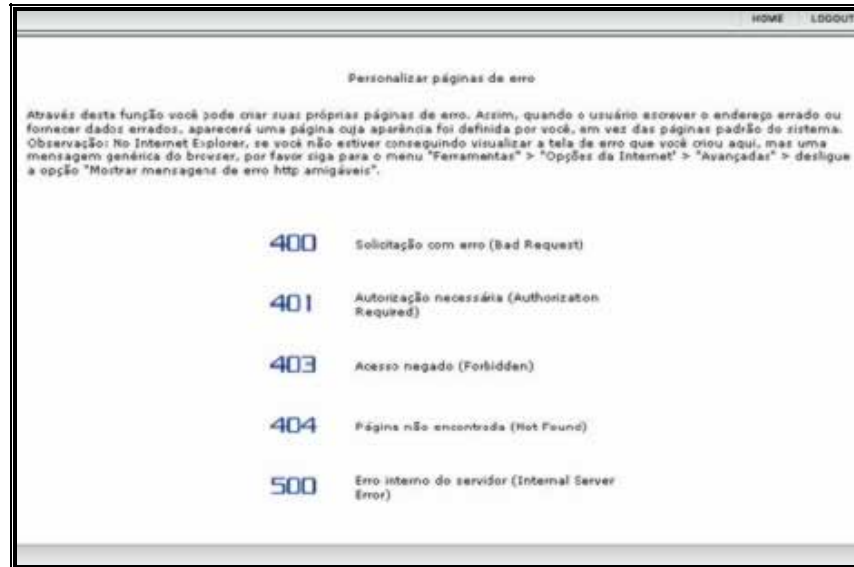 HOME LOGOUT
Personalizar páginas de erro
Através desta função você pode criar suas próprias páginas de erro. Assim, quando o usuário escrever o endereço errado ou
fornecer dados errados, aparecerá uma página cuja aparência foi definida por você, em vez das páginas padrão do sistema.
Observação: No Internet Explorer, se você não estiver conseguindo visualizar a tela de erro que você criou aqui, mas uma
mensagem genérica do browser, por favor siga para o menu "Ferramentas" > "Opções da Internet" > "Avançadas" > desligue
a opção "Mostrar mensagens de erro http amigáveis".
400 Solicitação com erro (Bad Request)
401 Autorização necessária (Authorization
Required)
403 Acesso negado (Forbidden)
404 Página não encontrada (Not Found)
500 Erro interno do servidor (Internal Server
Error)